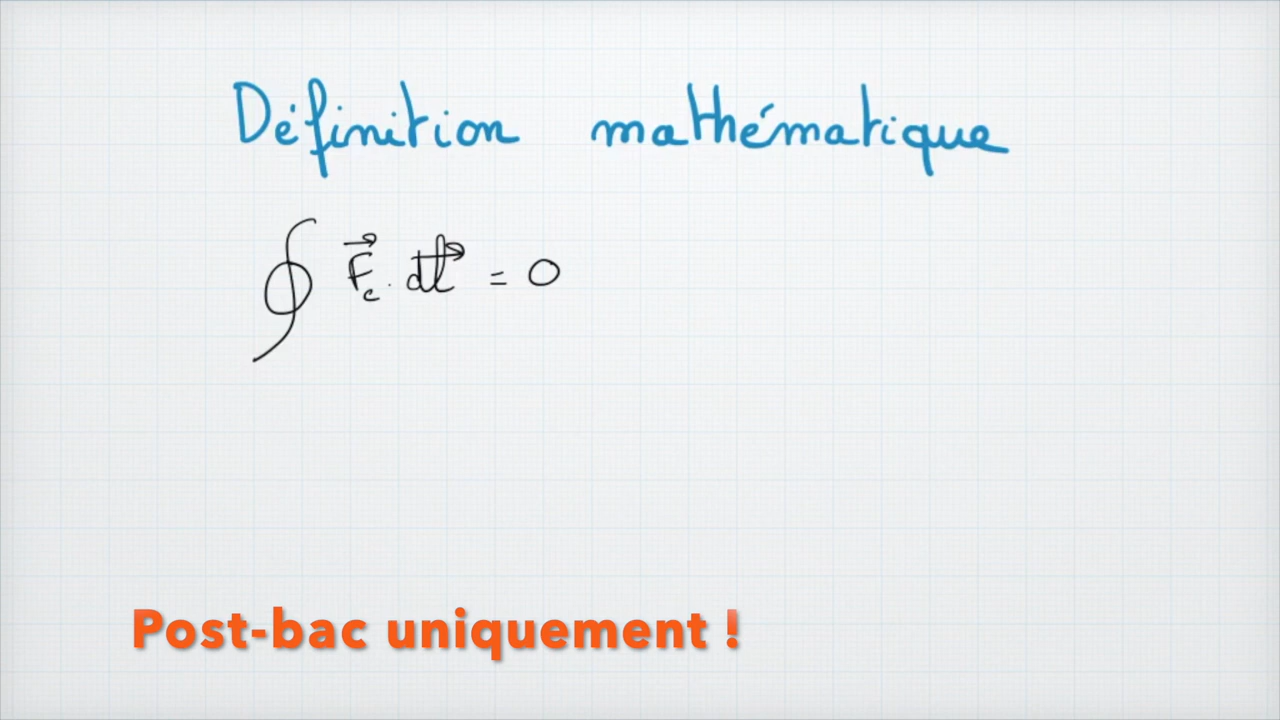 Définition mathématique
∮ F⃗c . dl⃗ = 0
Post-bac uniquement !